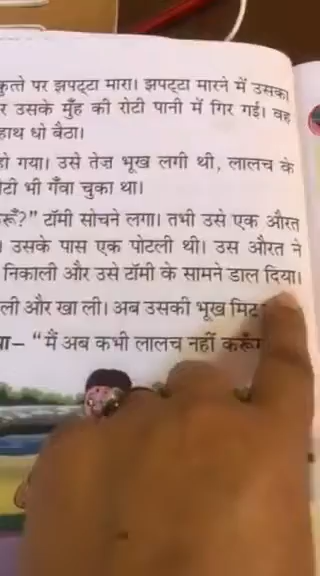 कुत्ते पर झपट्टा मारा। झपट्टा मारने में उसका
र उसके मुँह की रोटी पानी में गिर गई। वह
हाथ धो बैठा।
हो गया। उसे तेज भूख लगी थी, लालच के
टी भी गँवा चुका था।
रूँ?” टॉमी सोचने लगा। तभी उसे एक औरत
। उसके पास एक पोटली थी। उस औरत ने
निकाली और उसे टॉमी के सामने डाल दिया।
ली और खा ली। अब उसकी भूख मिट
– “मैं अब कभी लालच नहीं